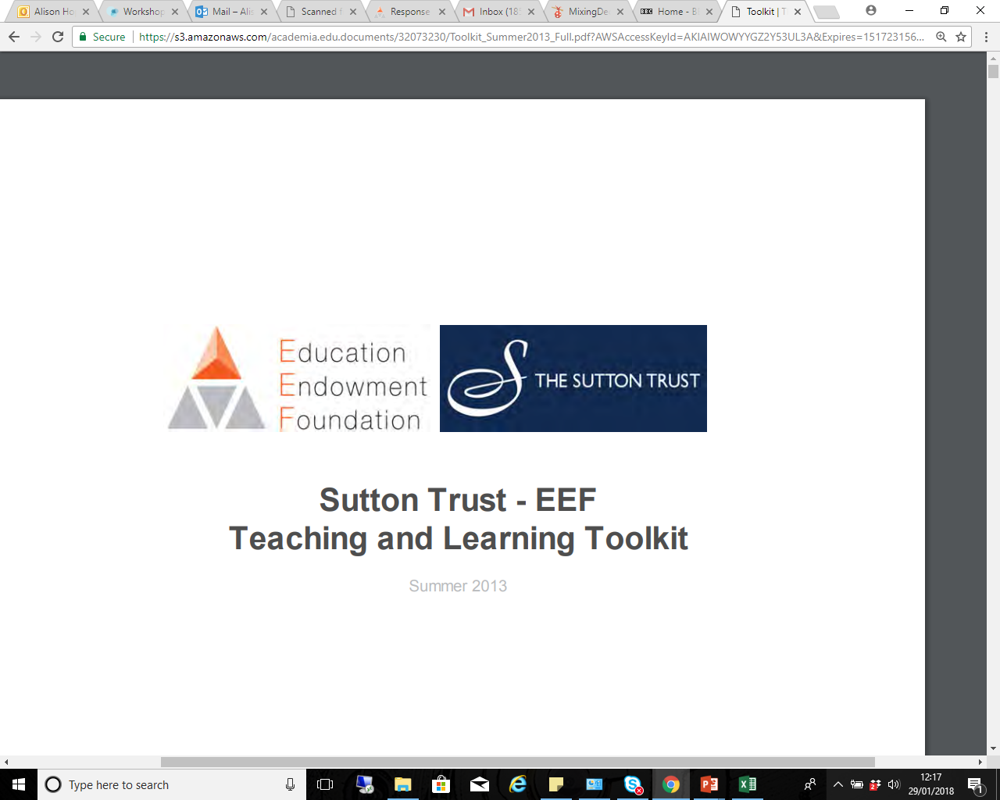 Alison Ho
Workshop
Mail – Ali
Scanned
Response
Inbox (18
MixingDe
Home - B
Toolkit | T
Secure
https://s3.amazonaws.com/academia.edu.documents/32073230/Toolkit_Summer2013_Full.pdf?AWSAccessKeyId=AKIAIWOWYYGZ2Y53UL3A&Expires=151723156...
Education
Endowment
Foundation
S THE SUTTON TRUST
Sutton Trust - EEF
Teaching and Learning Toolkit
Summer 2013
Type here to search
12:17
29/01/2018